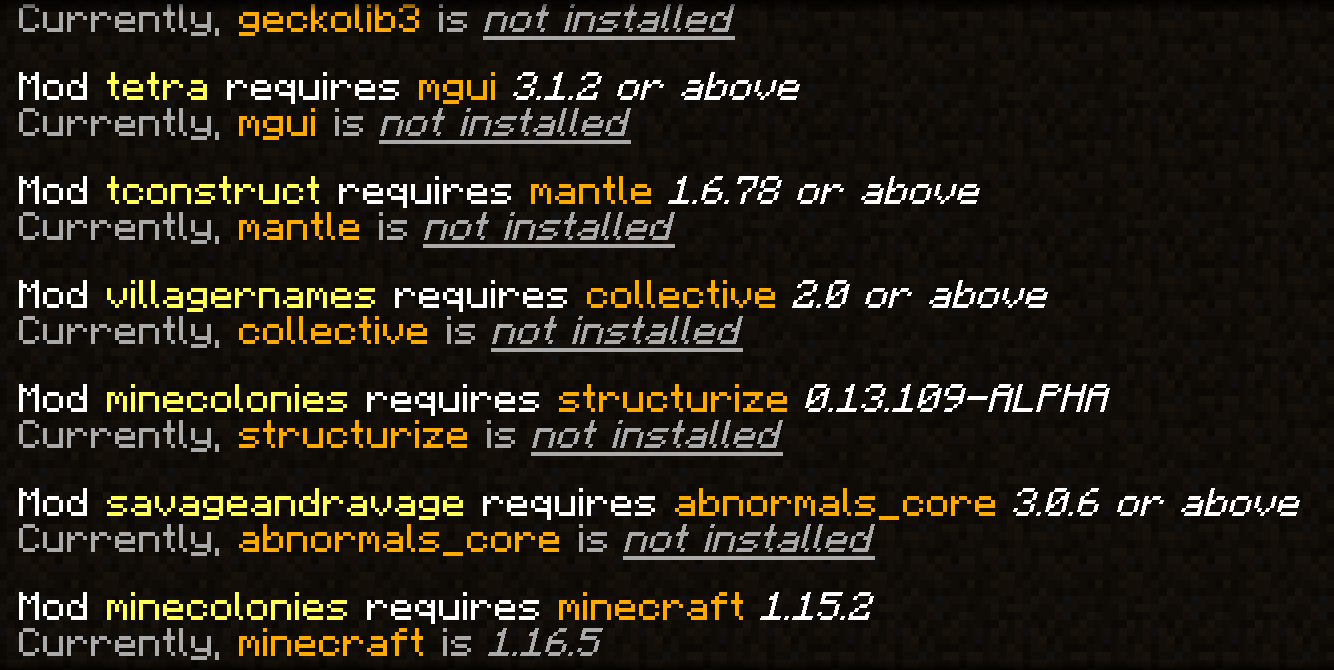 Currently, geckolib3 is not installed
Mod tetra requires mgui 3.1.2 or above
Currently, mgui is not installed
Mod tconstruct requires mantle 1.6.78 or above
Currently, mantle is not installed
Mod villagernames requires collective 2.0 or above
Currently, collective is not installed
Mod minecolonies requires structurize 0.13.109-ALPHA
Currently, structurize is not installed
Mod savageandravage requires abnormals_core 3.0.6 or above
Currently, abnormals_core is not installed
Mod minecolonies requires minecraft 1.15.2
Currently, minecraft is 1.16.5